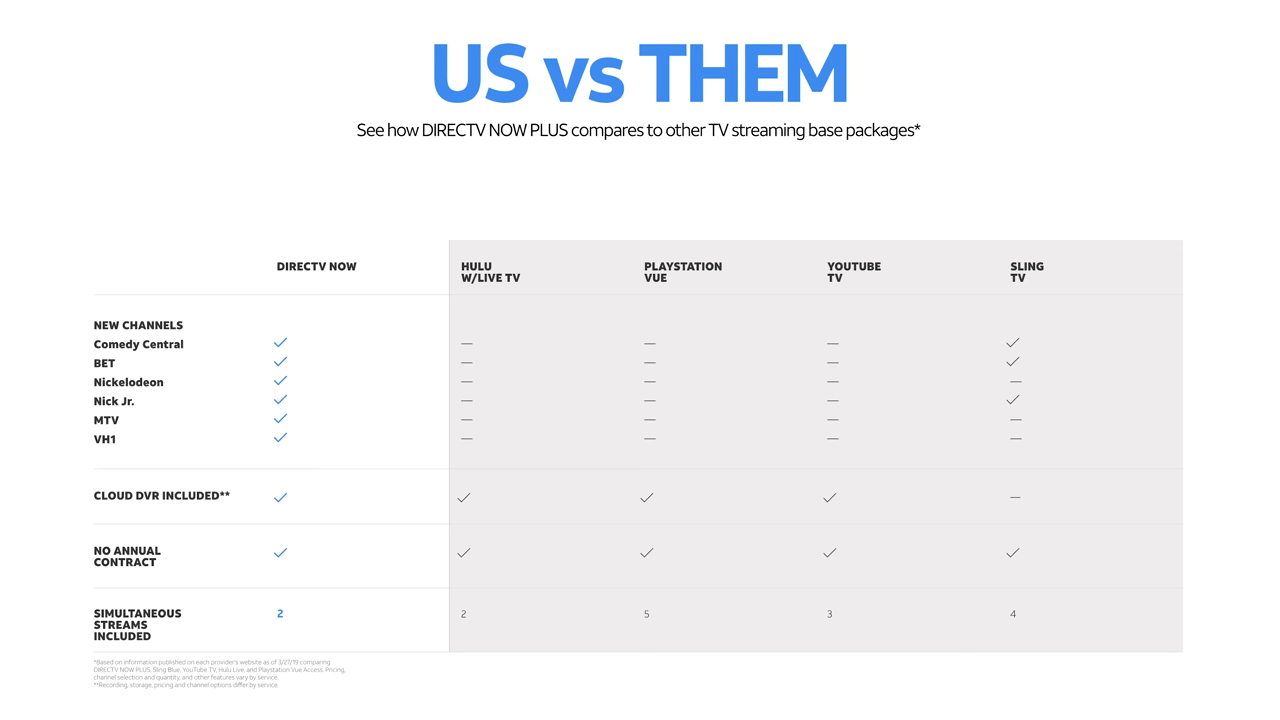 US vs THEM
See how DIRECTV NOW PLUS compares to other TV streaming base packages*
DIRECTV NOW
HULU
W/LIVE TV
PLAYSTATION
VUE
YOUTUBE
TV
SLING
TV
NEW CHANNELS
Comedy Central ✓ — — — ✓
BET ✓ — — — ✓
Nickelodeon ✓ — — — —
Nick Jr. ✓ — — — ✓
MTV ✓ — — — —
VH1 ✓ — — — —
CLOUD DVR INCLUDED** ✓ ✓ ✓ ✓ —
NO ANNUAL
CONTRACT ✓ ✓ ✓ ✓ ✓
SIMULTANEOUS
STREAMS
INCLUDED
2 2 5 3 4
*Based on information published on each provider's website as of 3/27/19 comparing
DIRECTV NOW PLUS, Sling Blue, YouTube TV, Hulu Live, and Playstation Vue Access. Pricing,
channel selection and quantity, and other features vary by service.
**Recording, storage, pricing and channel options differ by service.